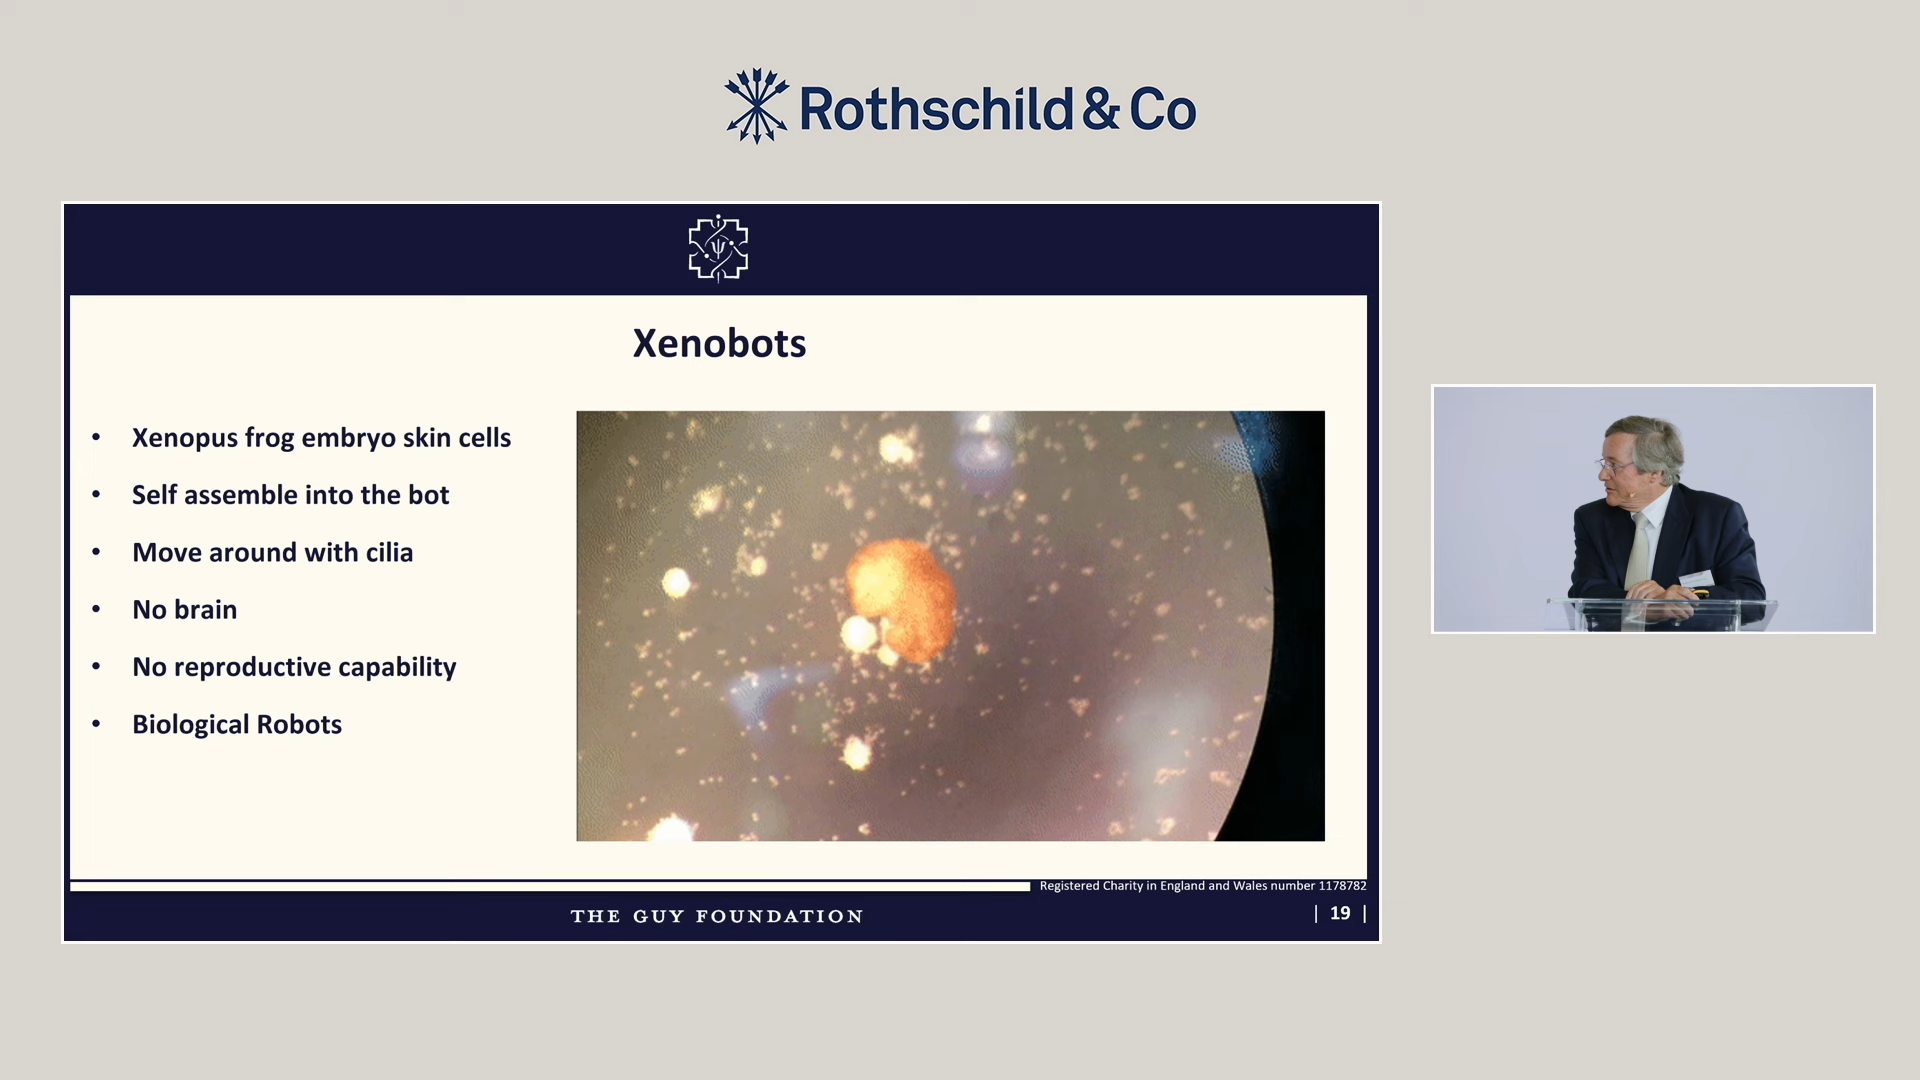 Rothschild & Co
Xenobots
• Xenopus frog embryo skin cells
• Self assemble into the bot
• Move around with cilia
• No brain
• No reproductive capability
• Biological Robots
Registered Charity in England and Wales number 1178782
THE GUY FOUNDATION
| 19 |